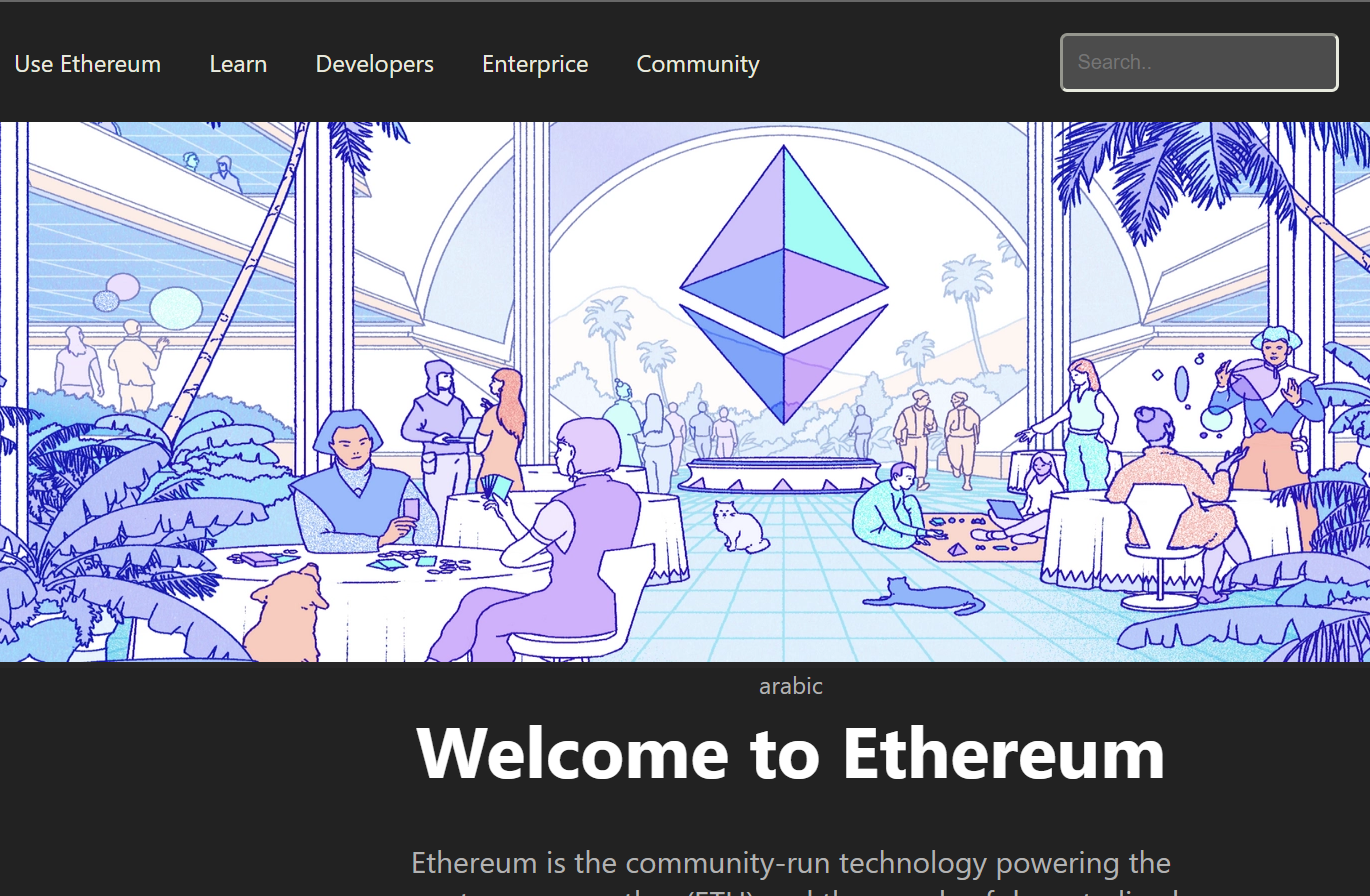 Use Ethereum Learn Developers Enterprice Community Search..
arabic
Welcome to Ethereum
Ethereum is the community-run technology powering the